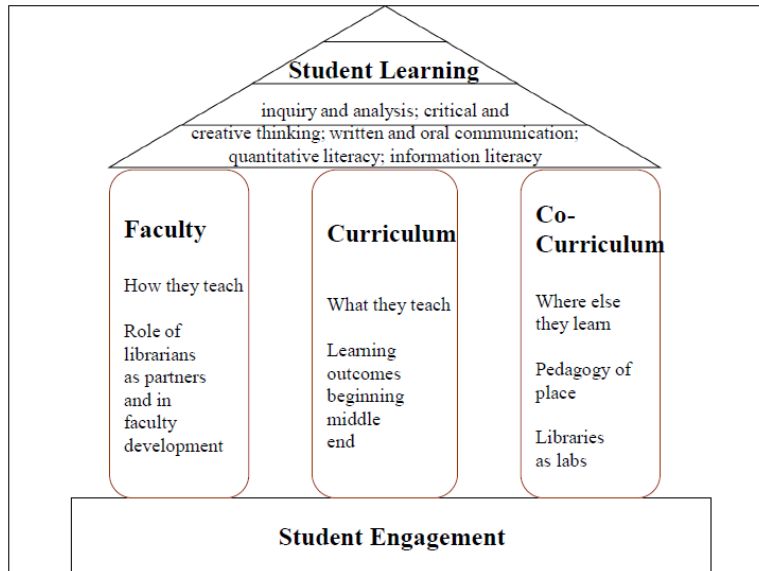 Student Learning
inquiry and analysis; critical and
creative thinking; written and oral communication;
quantitative literacy; information literacy
Faculty
How they teach
Role of
librarians
as partners
and in
faculty
development
Curriculum
What they teach
Learning
outcomes
beginning
middle
end
Co-
Curriculum
Where else
they learn
Pedagogy of
place
Libraries
as labs
Student Engagement